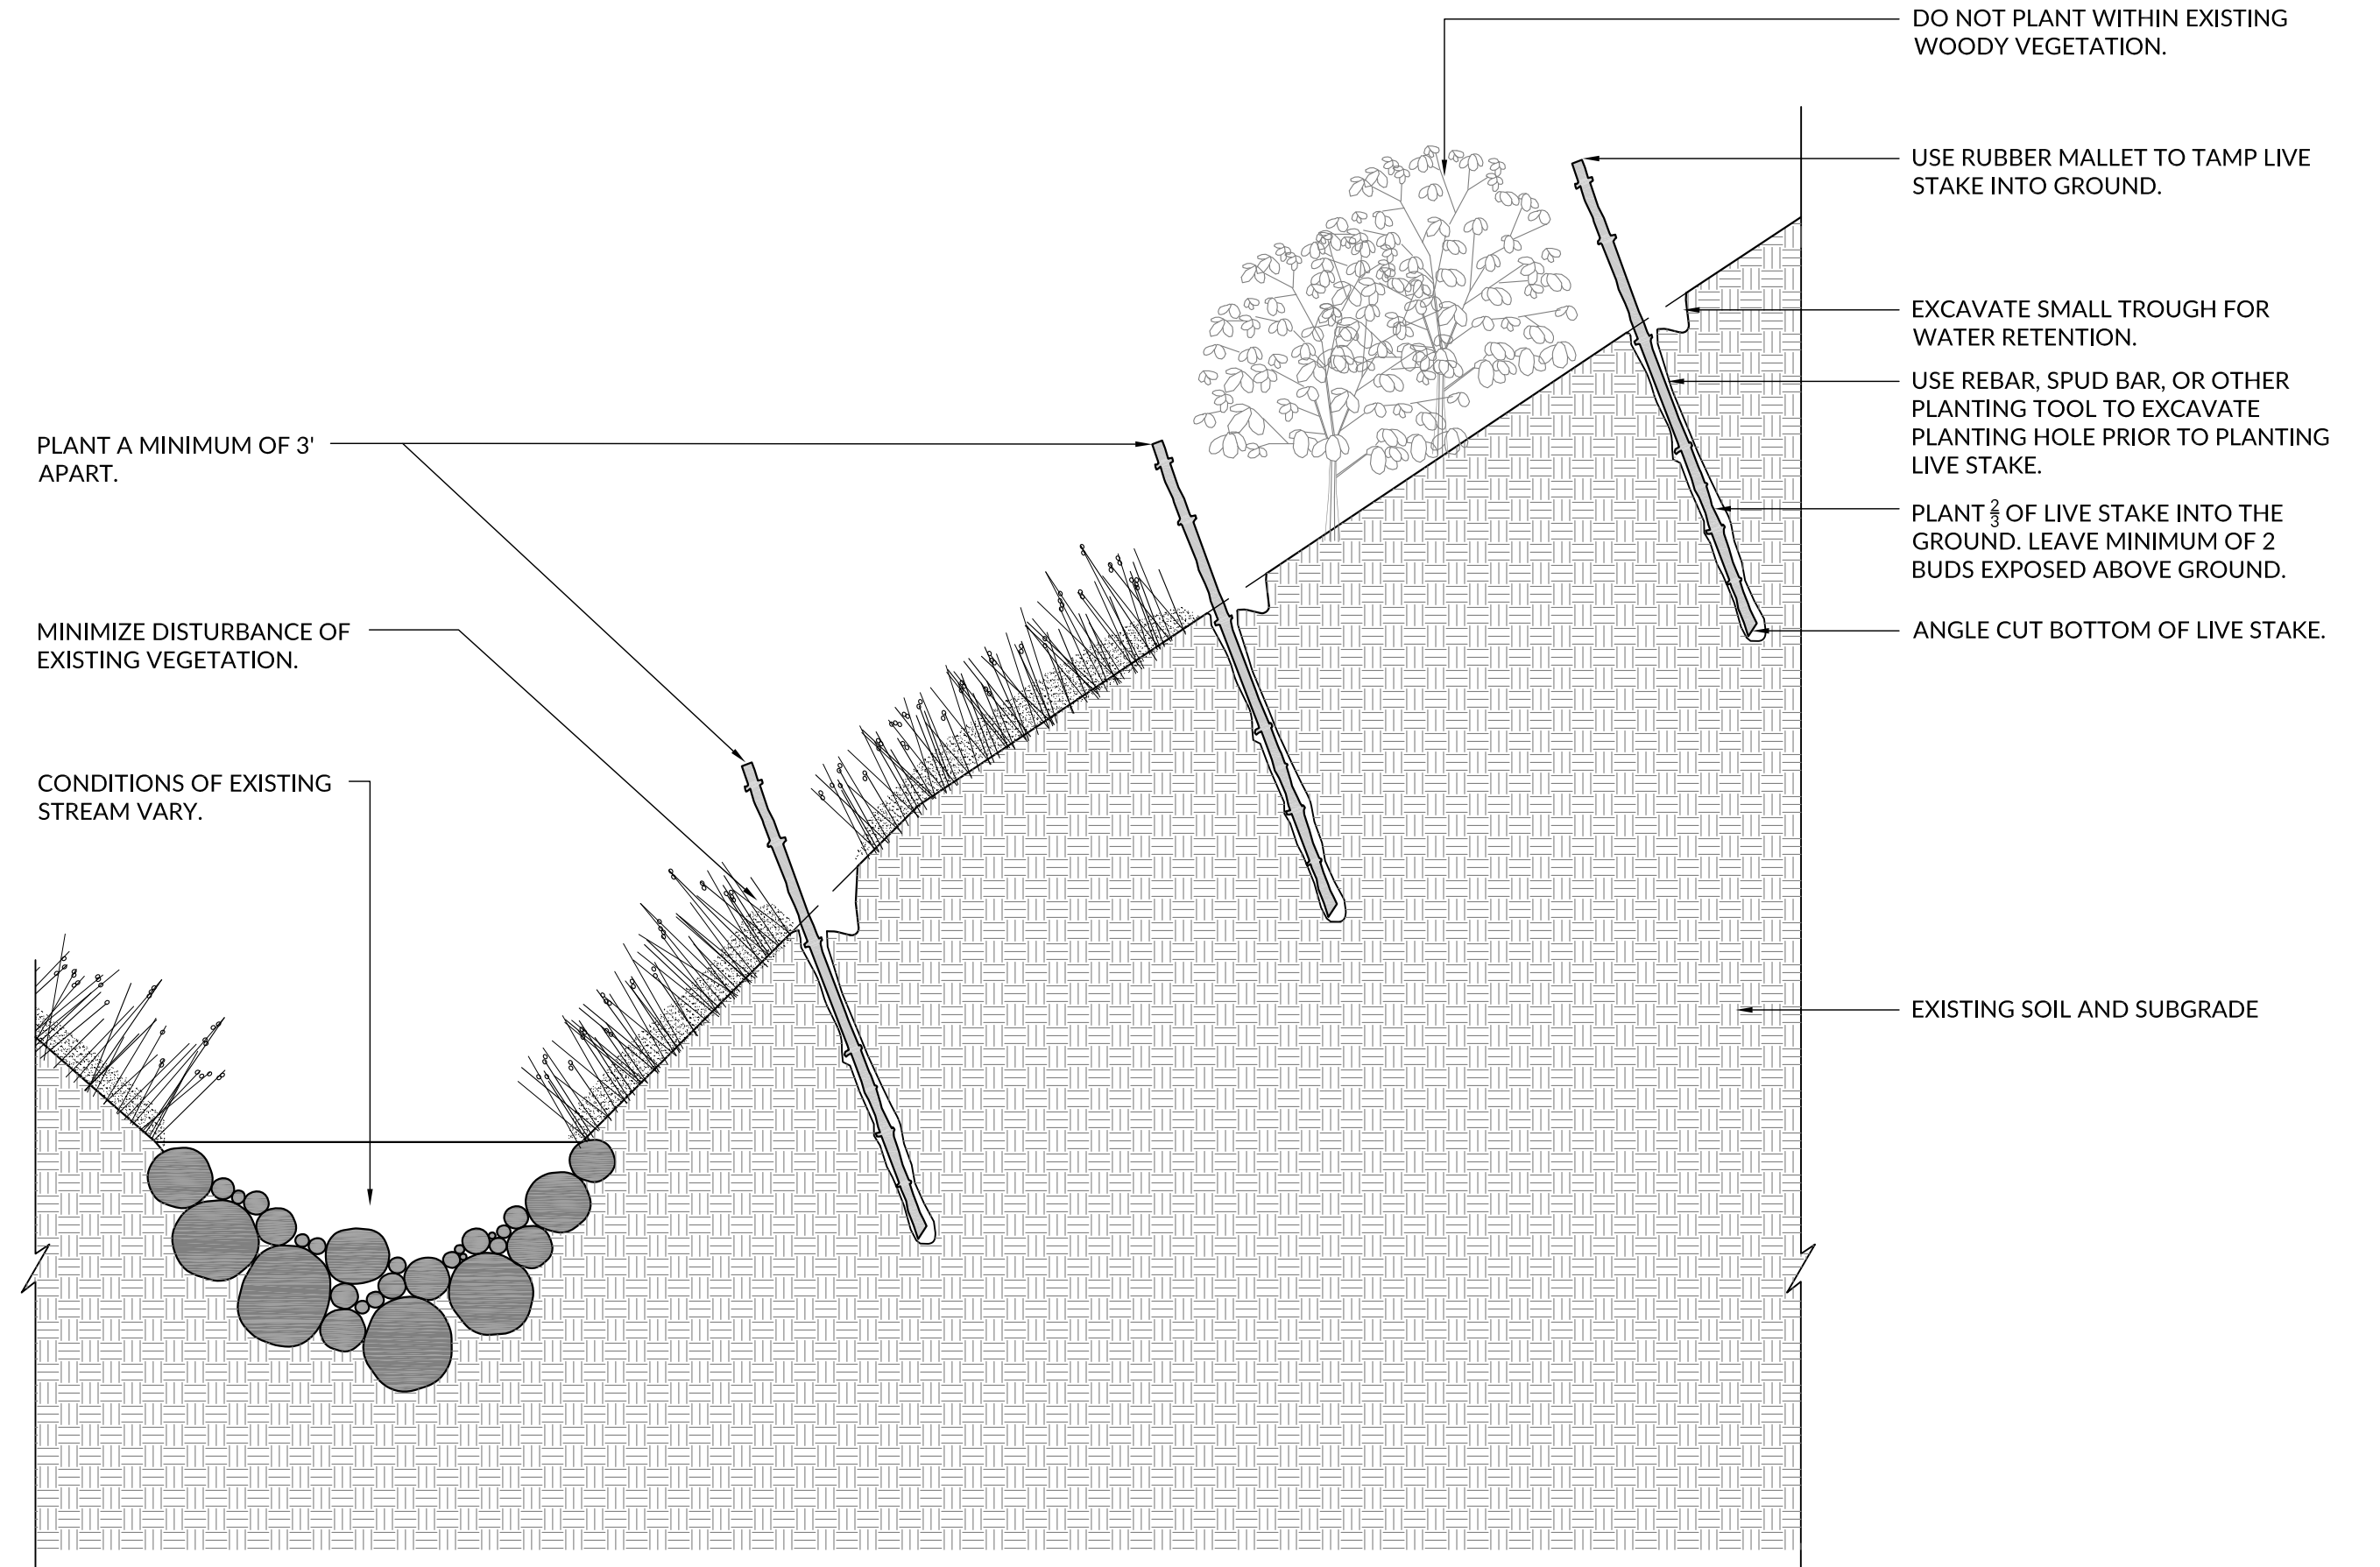 DO NOT PLANT WITHIN EXISTING
WOODY VEGETATION.
USE RUBBER MALLET TO TAMP LIVE
STAKE INTO GROUND.
EXCAVATE SMALL TROUGH FOR
WATER RETENTION.
USE REBAR, SPUD BAR, OR OTHER
PLANTING TOOL TO EXCAVATE
PLANTING HOLE PRIOR TO PLANTING
LIVE STAKE.
PLANT 2/3 OF LIVE STAKE INTO THE
GROUND. LEAVE MINIMUM OF 2
BUDS EXPOSED ABOVE GROUND.
ANGLE CUT BOTTOM OF LIVE STAKE.
EXISTING SOIL AND SUBGRADE
PLANT A MINIMUM OF 3'
APART.
MINIMIZE DISTURBANCE OF
EXISTING VEGETATION.
CONDITIONS OF EXISTING
STREAM VARY.